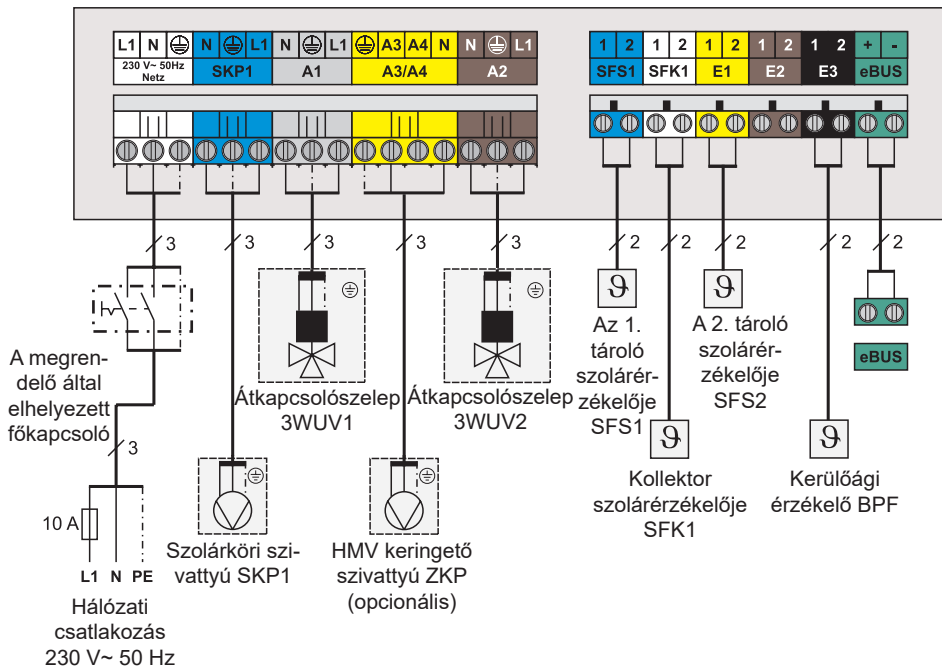 L1 N N L1 N L1 A3 A4 N N L1
230 V~ 50Hz
Netz
SKP1
A1
A3/A4
A2
1 2 1 2 1 2 1 2 1 2 + -
SFS1
SFK1
E1
E2
E3
eBUS
3
3
3
3
3
2
2
2
2
2
A megren-
delő által
elhelyezett
főkapcsoló
3
10 A
L1 N PE
Hálózati
csatlakozás
230 V~ 50 Hz
Szolárköri szi-
vattyú SKP1
Átkapcsolószelep
3WUV1
HMV keringető
szivattyú ZKP
(opcionális)
Átkapcsolószelep
3WUV2
ϑ
Az 1.
tároló
szolárér-
zékelője
SFS1
ϑ
Kollektor
szolárérzékelője
SFK1
ϑ
A 2. tároló
szolárér-
zékelője
SFS2
ϑ
Kerülőági
érzékelő BPF
eBUS